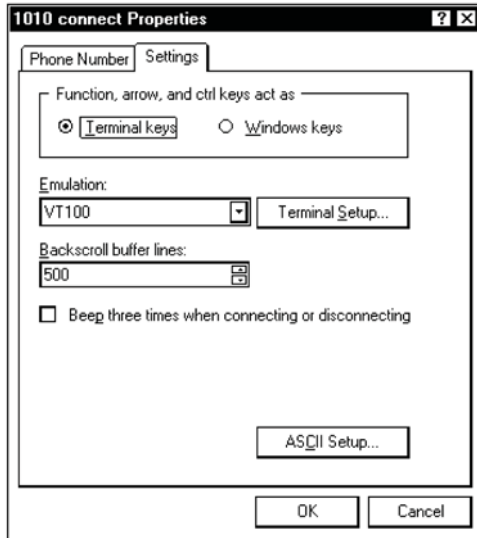 1010 connect Properties
Phone Number Settings
Function, arrow, and ctrl keys act as
Terminal keys Windows keys
Emulation:
VT100 Terminal Setup...
Backscroll buffer lines:
500
Beep three times when connecting or disconnecting
ASCII Setup...
OK Cancel